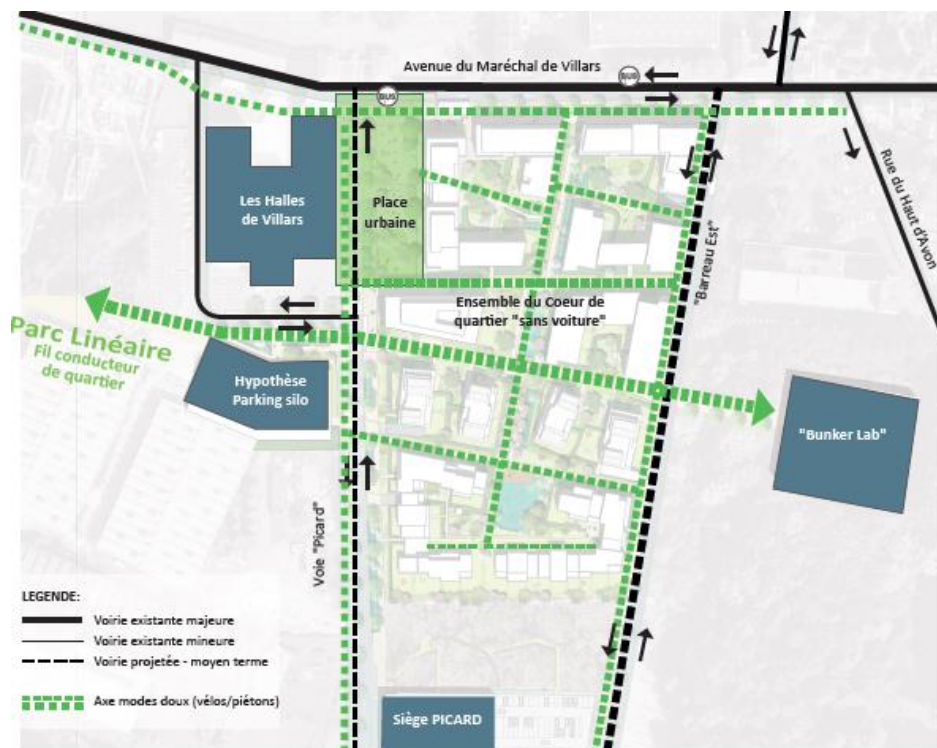 Avenue du Maréchal de Villars
BUS
BUS
Rue du Haut d'Avon
Les Halles
de Villars
Place
urbaine
"Barreau Est"
Ensemble du Coeur de
quartier "sans voiture"
Parc Linéaire
Fil conducteur
de quartier
Hypothèse
Parking silo
"Bunker Lab"
Voie "Picard"
LEGENDE:
Voirie existante majeure
Voirie existante mineure
Voirie projetée - moyen terme
Axe modes doux (vélos/piétons)
Siège PICARD